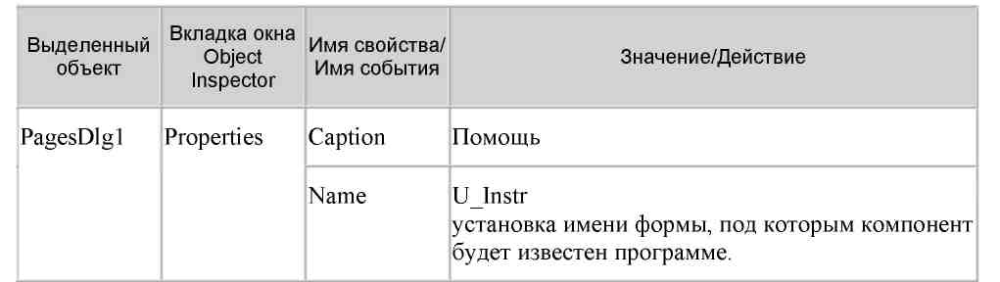 Выделенный объект
Вкладка окна Object Inspector
Имя свойства/ Имя события
Значение/Действие
PagesDlg1
Properties
Caption
Помощь
Name
U_Instr
установка имени формы, под которым компонент
будет известен программе.